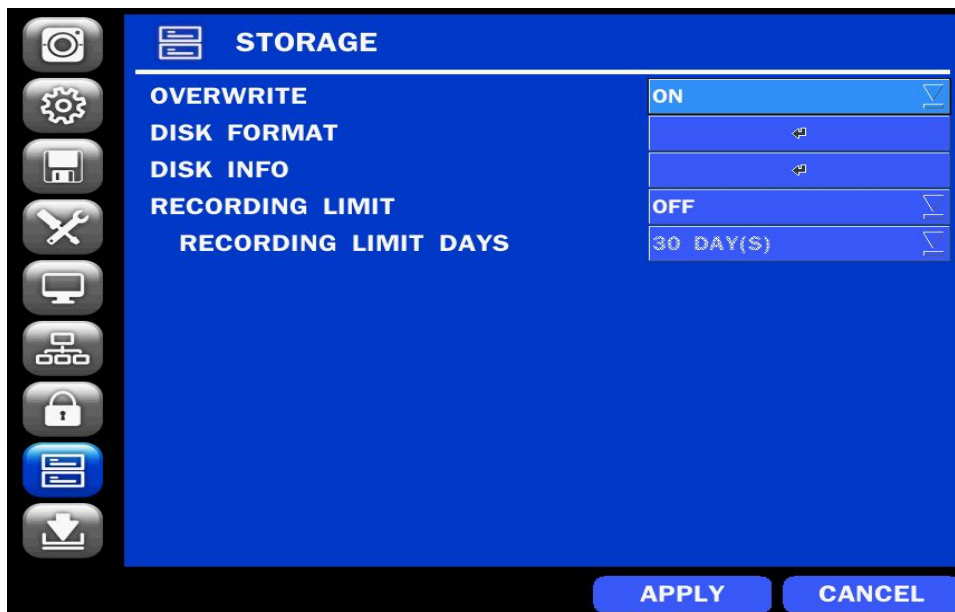 STORAGE
OVERWRITE ON
DISK FORMAT
DISK INFO
RECORDING LIMIT OFF
RECORDING LIMIT DAYS 30 DAY(S)
APPLY CANCEL